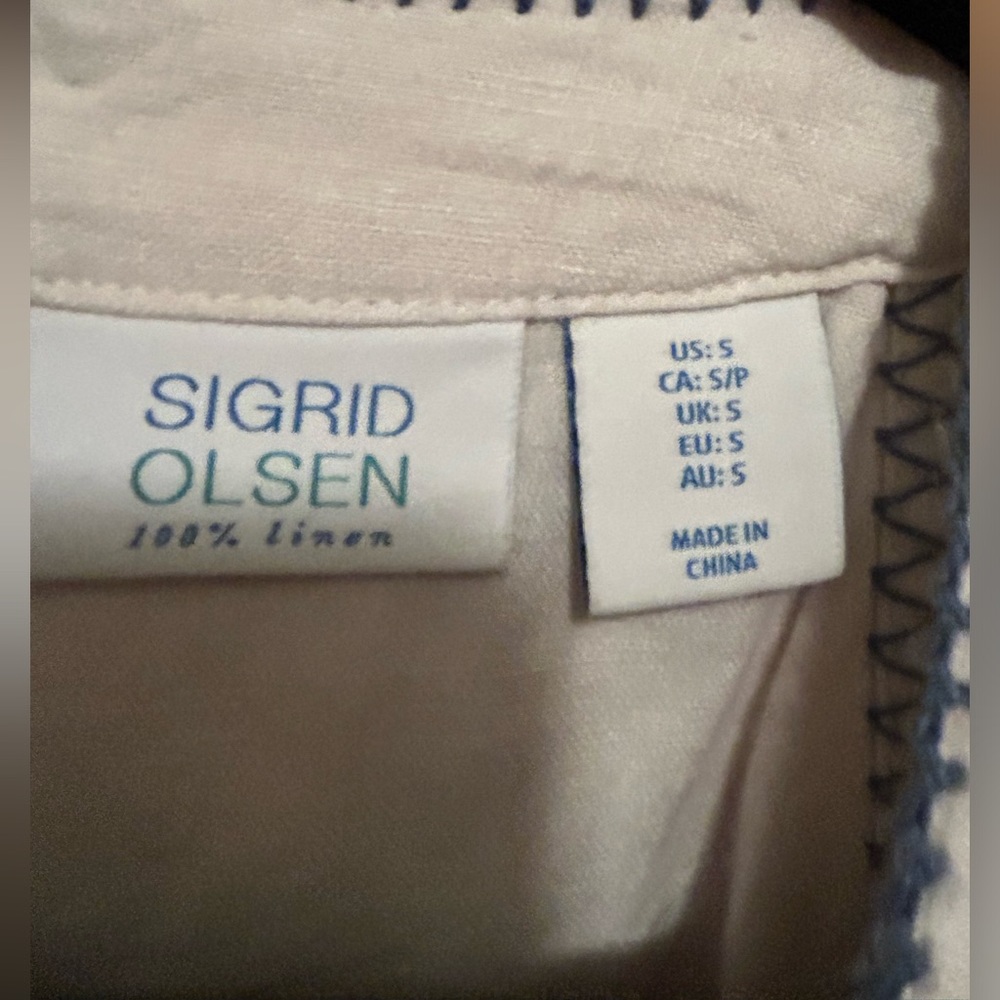 SIGRID
OLSEN
100% linen
US: S
CA: S/P
UK: S
EU: S
AU: S
MADE IN
CHINA